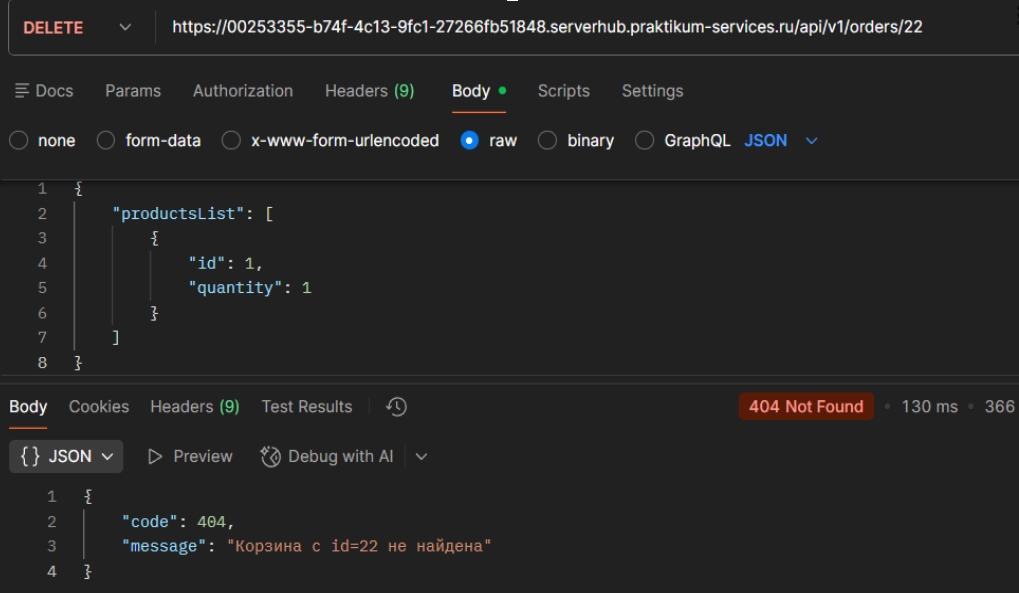 DELETE https://00253355-b74f-4c13-9fc1-27266fb51848.serverhub.praktikum-services.ru/api/v1/orders/22
Docs Params Authorization Headers (9) Body Scripts Settings
none form-data x-www-form-urlencoded raw binary GraphQL JSON
1 {
2 "productsList": [
3 {
4 "id": 1,
5 "quantity": 1
6 }
7 ]
8 }
Body Cookies Headers (9) Test Results 404 Not Found • 130 ms • 366
{} JSON Preview Debug with AI
1 {
2 "code": 404,
3 "message": "Корзина с id=22 не найдена"
4 }